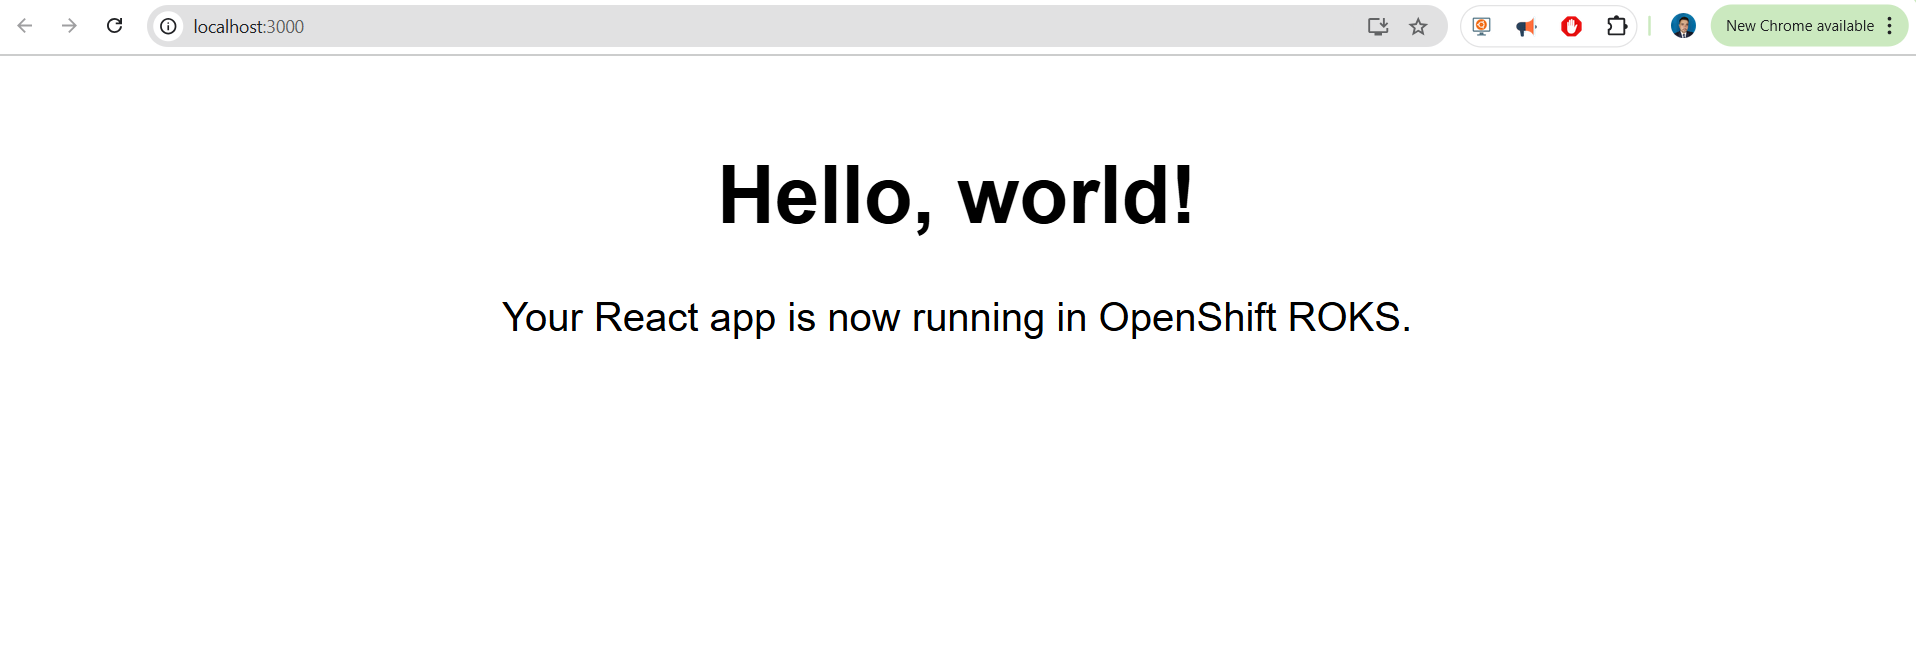 localhost:3000
New Chrome available
Hello, world!
Your React app is now running in OpenShift ROKS.